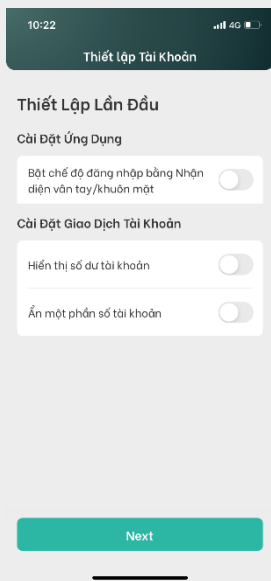 10:22
4G
Thiết lập Tài Khoản
Thiết Lập Lần Đầu
Cài Đặt Ứng Dụng
Bật chế độ đăng nhập bằng Nhận
diện vân tay/khuôn mặt
Cài Đặt Giao Dịch Tài Khoản
Hiển thị số dư tài khoản
Ẩn một phần số tài khoản
Next